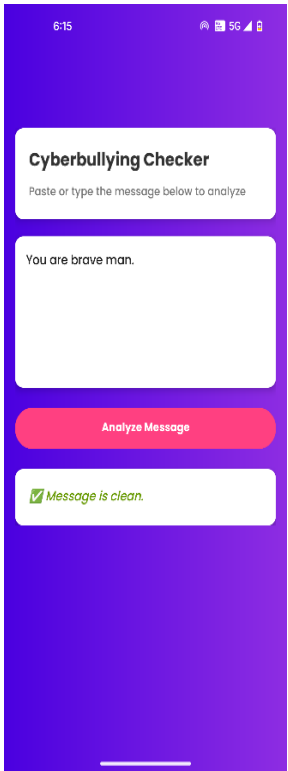 6:15 5G
Cyberbullying Checker
Paste or type the message below to analyze
You are brave man.
Analyze Message
✅ Message is clean.